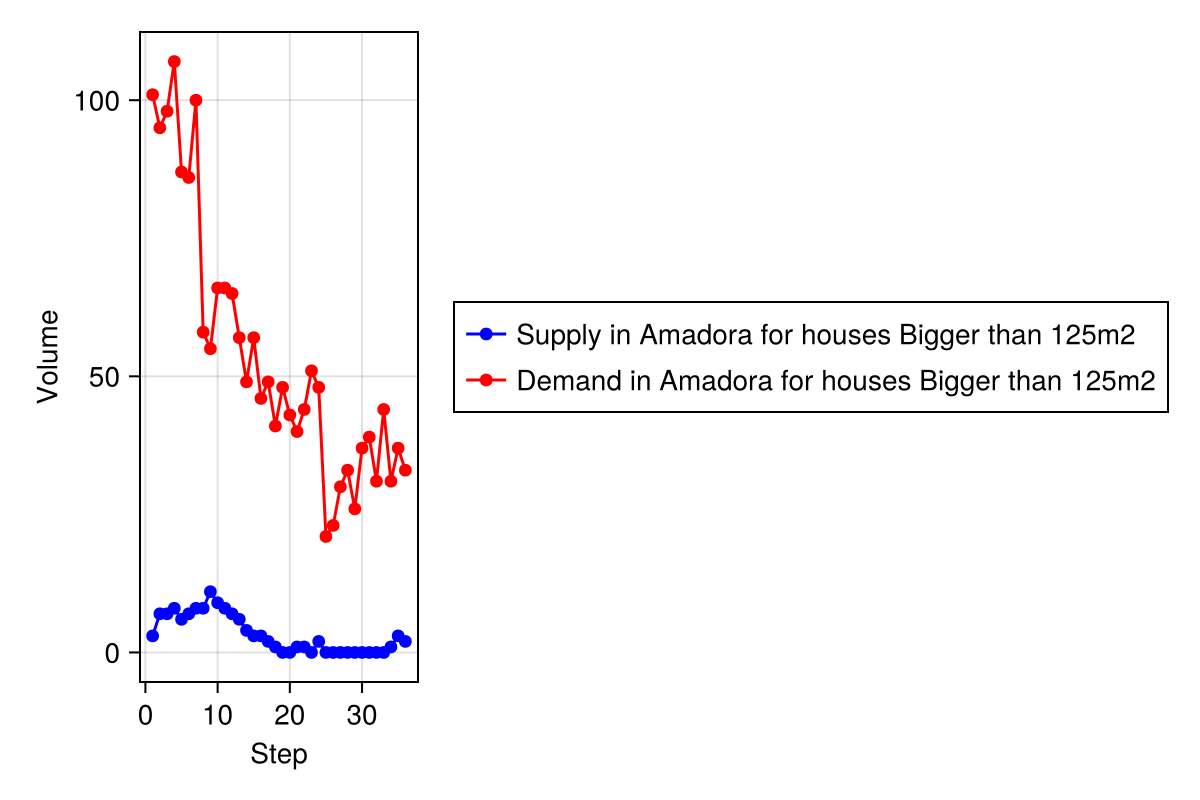 Volume
100
50
0
0 10 20 30
Step
Supply in Amadora for houses Bigger than 125m2
Demand in Amadora for houses Bigger than 125m2